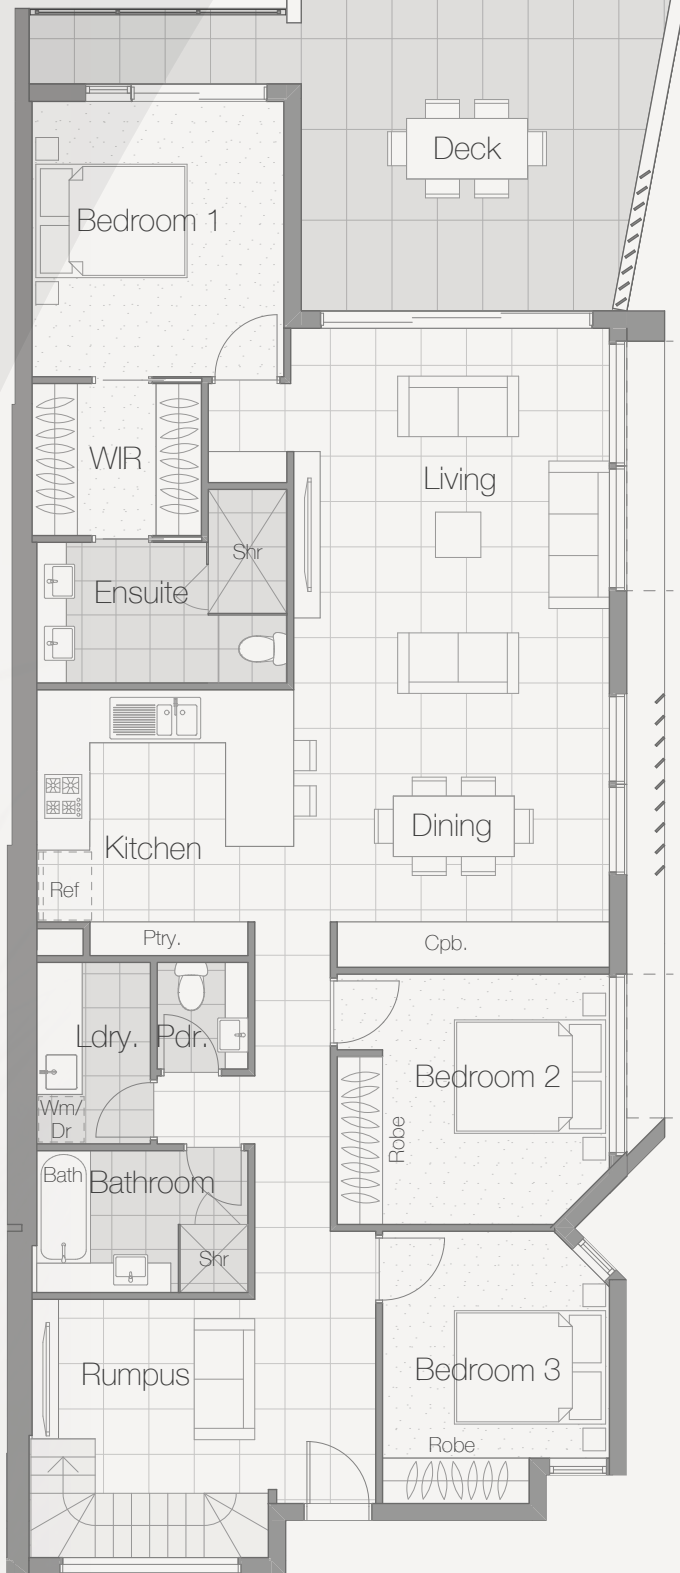 Deck
Bedroom 1
WIR
Living
Shr
Ensuite
Dining
Kitchen
Ref
Ptry.
Cpb.
Ldry.
Pdr.
Bedroom 2
Wm/
Dr
Robe
Bath
Bathroom
Shr
Rumpus
Bedroom 3
Robe